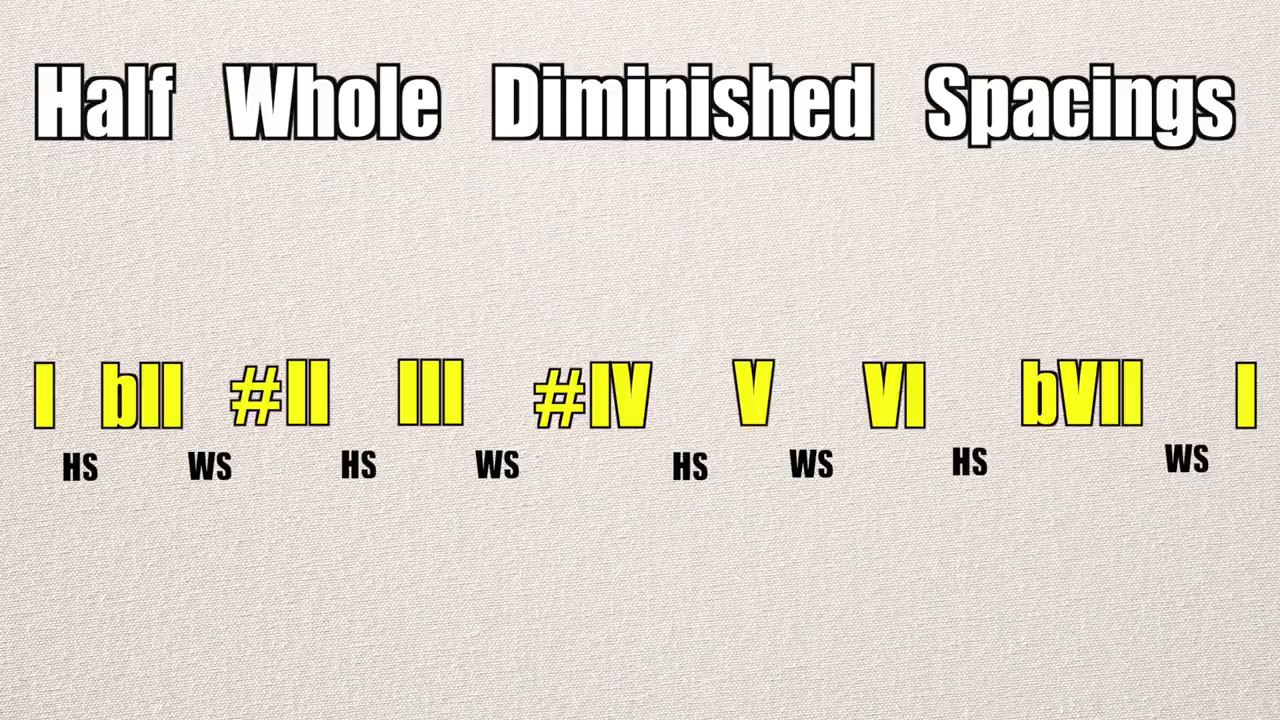 Half Whole Diminished Spacings
I bII #II III #IV V VI bVII I
HS WS HS WS HS WS HS WS